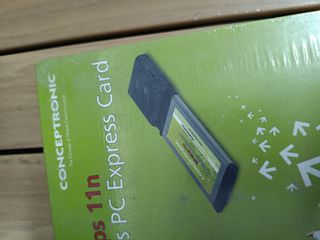 CONCEPTRONIC
ps 11n
s PC Express Card